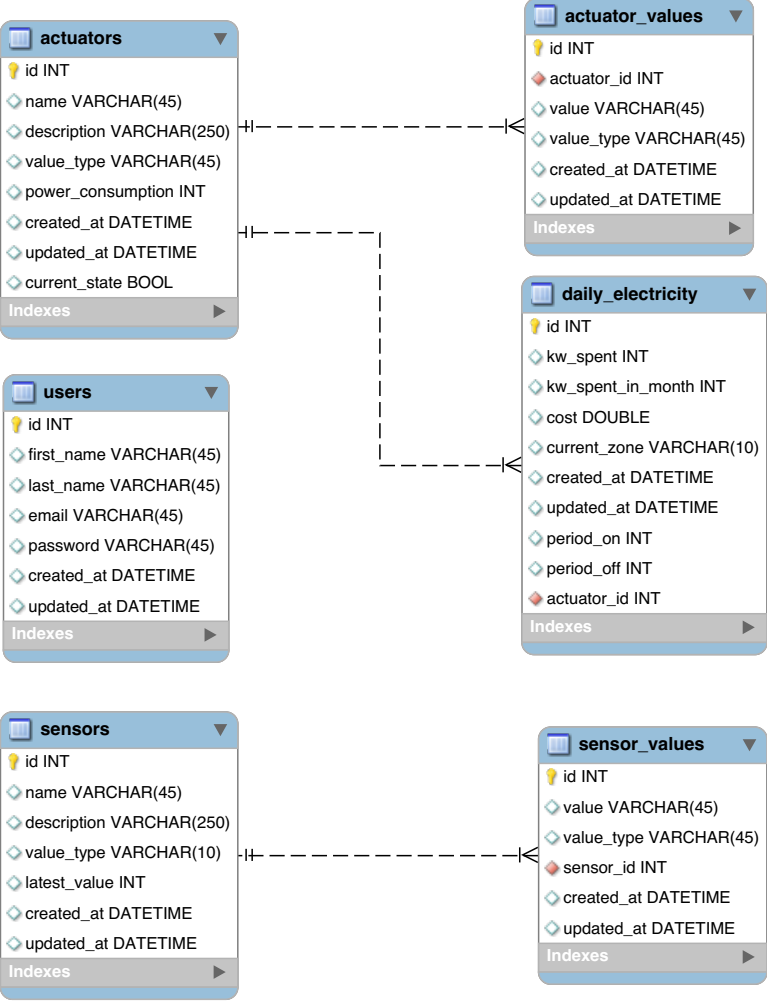 actuators
id INT
name VARCHAR(45)
description VARCHAR(250)
value_type VARCHAR(45)
power_consumption INT
created_at DATETIME
updated_at DATETIME
current_state BOOL
Indexes
actuator_values
id INT
actuator_id INT
value VARCHAR(45)
value_type VARCHAR(45)
created_at DATETIME
updated_at DATETIME
Indexes
daily_electricity
id INT
kw_spent INT
kw_spent_in_month INT
cost DOUBLE
current_zone VARCHAR(10)
created_at DATETIME
updated_at DATETIME
period_on INT
period_off INT
actuator_id INT
Indexes
users
id INT
first_name VARCHAR(45)
last_name VARCHAR(45)
email VARCHAR(45)
password VARCHAR(45)
created_at DATETIME
updated_at DATETIME
Indexes
sensors
id INT
name VARCHAR(45)
description VARCHAR(250)
value_type VARCHAR(10)
latest_value INT
created_at DATETIME
updated_at DATETIME
Indexes
sensor_values
id INT
value VARCHAR(45)
value_type VARCHAR(45)
sensor_id INT
created_at DATETIME
updated_at DATETIME
Indexes